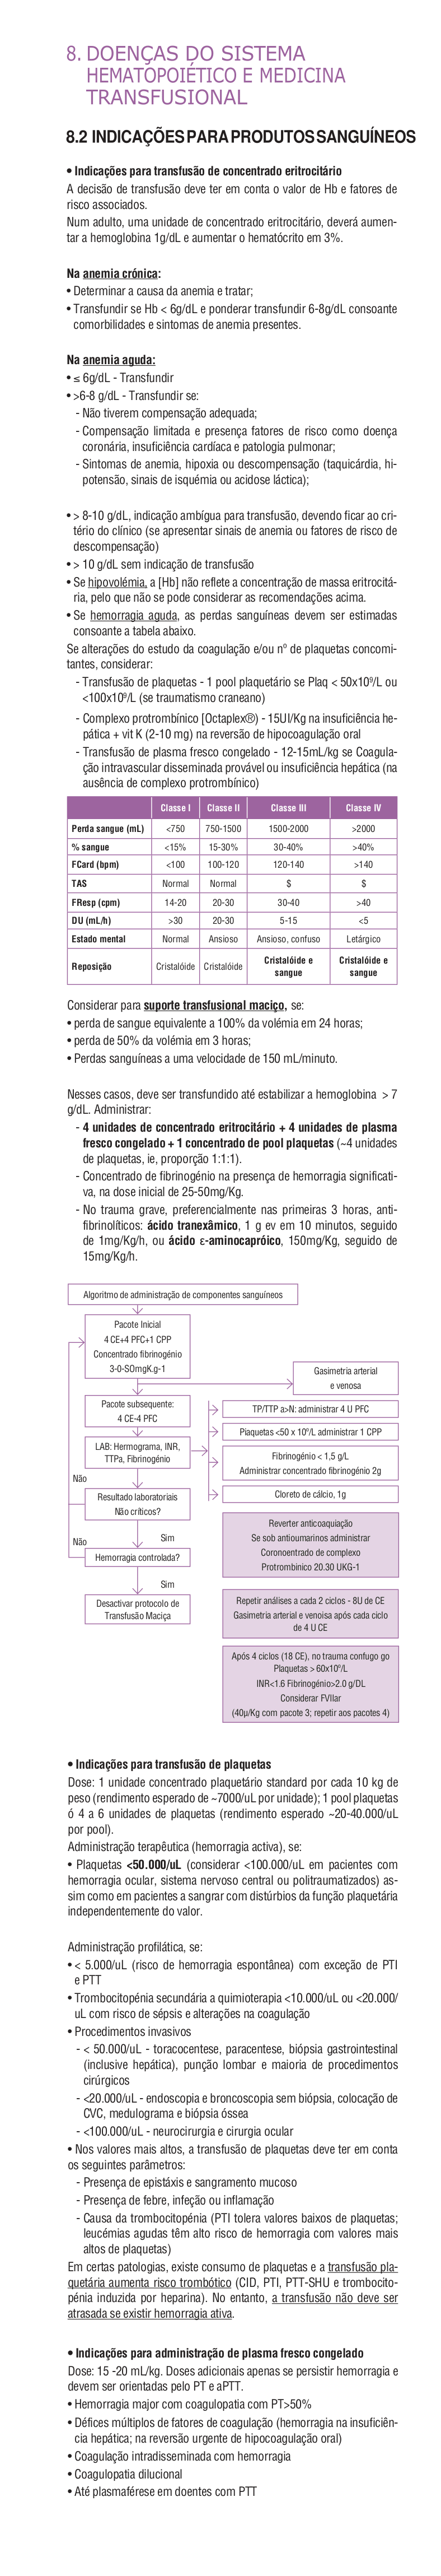 8. DOENÇAS DO SISTEMA
HEMATOPOIÉTICO E MEDICINA
TRANSFUSIONAL
8.2 INDICAÇÕES PARA PRODUTOS SANGUÍNEOS
• Indicações para transfusão de concentrado eritrocitário
A decisão de transfusão deve ter em conta o valor de Hb e fatores de
risco associados.
Num adulto, uma unidade de concentrado eritrocitário, deverá aumen-
tar a hemoglobina 1g/dL e aumentar o hematócrito em 3%.
Na anemia crónica:
• Determinar a causa da anemia e tratar;
• Transfundir se Hb < 6g/dL e ponderar transfundir 6-8g/dL consoante
comorbilidades e sintomas de anemia presentes.
Na anemia aguda:
• ≤ 6g/dL - Transfundir
• >6-8 g/dL - Transfundir se:
- Não tiverem compensação adequada;
- Compensação limitada e presença fatores de risco como doença
coronária, insuficiência cardíaca e patologia pulmonar;
- Sintomas de anemia, hipoxia ou descompensação (taquicárdia, hi-
potensão, sinais de isquémia ou acidose láctica);
• > 8-10 g/dL, indicação ambígua para transfusão, devendo ficar ao cri-
tério do clínico (se apresentar sinais de anemia ou fatores de risco de
descompensação)
• > 10 g/dL sem indicação de transfusão
• Se hipovolémia, a [Hb] não reflete a concentração de massa eritrocitá-
ria, pelo que não se pode considerar as recomendações acima.
• Se hemorragia aguda, as perdas sanguíneas devem ser estimadas
consoante a tabela abaixo.
Se alterações do estudo da coagulação e/ou nº de plaquetas concomi-
tantes, considerar:
- Transfusão de plaquetas - 1 pool plaquetário se Plaq < 50x10⁹/L ou
<100x10⁹/L (se traumatismo craneano)
- Complexo protrombínico [Octaplex®) - 15UI/Kg na insuficiência he-
pática + vit K (2-10 mg) na reversão de hipocoagulação oral
- Transfusão de plasma fresco congelado - 12-15mL/kg se Coagula-
ção intravascular disseminada provável ou insuficiência hepática (na
ausência de complexo protrombínico)
Classe I Classe II Classe III Classe IV
Perda sangue (mL) <750 750-1500 1500-2000 >2000
% sangue <15% 15-30% 30-40% >40%
FCard (bpm) <100 100-120 120-140 >140
TAS Normal Normal $ $
FResp (cpm) 14-20 20-30 30-40 >40
DU (mL/h) >30 20-30 5-15 <5
Estado mental Normal Ansioso Ansioso, confuso Letárgico
Reposição Cristalóide Cristalóide Cristalóide e sangue Cristalóide e sangue
Considerar para suporte transfusional maciço, se:
• perda de sangue equivalente a 100% da volémia em 24 horas;
• perda de 50% da volémia em 3 horas;
• Perdas sanguíneas a uma velocidade de 150 mL/minuto.
Nesses casos, deve ser transfundido até estabilizar a hemoglobina > 7
g/dL. Administrar:
- 4 unidades de concentrado eritrocitário + 4 unidades de plasma
fresco congelado + 1 concentrado de pool plaquetas (~4 unidades
de plaquetas, ie, proporção 1:1:1).
- Concentrado de fibrinogénio na presença de hemorragia significati-
va, na dose inicial de 25-50mg/Kg.
- No trauma grave, preferencialmente nas primeiras 3 horas, anti-
fibrinolíticos: ácido tranexâmico, 1 g ev em 10 minutos, seguido
de 1mg/Kg/h, ou ácido ε-aminocapróico, 150mg/Kg, seguido de
15mg/Kg/h.
Algoritmo de administração de componentes sanguíneos
Pacote Inicial
4 CE+4 PFC+1 CPP
Concentrado fibrinogénio
3-0-SOmgK.g-1
Gasimetria arterial
e venosa
Pacote subsequente:
4 CE-4 PFC
TP/TTP a>N: administrar 4 U PFC
Piaquetes <50 x 10⁹/L administrar 1 CPP
LAB: Hermograma, INR,
TTPa, Fibrinogénio
Fibrinogénio < 1,5 g/L
Administrar concentrado fibrinogénio 2g
Não
Cloreto de cálcio, 1g
Resultado laboratoriais
Não críticos?
Reverter anticoaquiação
Se sob antioumarinos administrar
Coronoentrado de complexo
Protrombinico 20.30 UKG-1
Não
Sim
Hemorragia controlada?
Sim
Desactivar protocolo de
Transfusão Maciça
Repetir análises a cada 2 ciclos - 8U de CE
Gasimetria arterial e venoisa após cada ciclo
de 4 U CE
Após 4 ciclos (18 CE), no trauma confugo go
Plaquetas > 60x10⁹/L
INR<1.6 Fibrinogénio>2.0 g/DL
Considerar FVIIar
(40µ/Kg com pacote 3; repetir aos pacotes 4)
• Indicações para transfusão de plaquetas
Dose: 1 unidade concentrado plaquetário standard por cada 10 kg de
peso (rendimento esperado de ~7000/uL por unidade); 1 pool plaquetas
ó 4 a 6 unidades de plaquetas (rendimento esperado ~20-40.000/uL
por pool).
Administração terapêutica (hemorragia activa), se:
• Plaquetas <50.000/uL (considerar <100.000/uL em pacientes com
hemorragia ocular, sistema nervoso central ou politraumatizados) as-
sim como em pacientes a sangrar com distúrbios da função plaquetária
independentemente do valor.
Administração profilática, se:
• < 5.000/uL (risco de hemorragia espontânea) com exceção de PTI
e PTT
• Trombocitopénia secundária a quimioterapia <10.000/uL ou <20.000/
uL com risco de sépsis e alterações na coagulação
• Procedimentos invasivos
- < 50.000/uL - toracocentese, paracentese, biópsia gastrointestinal
(inclusive hepática), punção lombar e maioria de procedimentos
cirúrgicos
- <20.000/uL - endoscopia e broncoscopia sem biópsia, colocação de
CVC, medulograma e biópsia óssea
- <100.000/uL - neurocirurgia e cirurgia ocular
• Nos valores mais altos, a transfusão de plaquetas deve ter em conta
os seguintes parâmetros:
- Presença de epistáxis e sangramento mucoso
- Presença de febre, infeção ou inflamação
- Causa da trombocitopénia (PTI tolera valores baixos de plaquetas;
leucémias agudas têm alto risco de hemorragia com valores mais
altos de plaquetas)
Em certas patologias, existe consumo de plaquetas e a transfusão pla-
quetária aumenta risco trombótico (CID, PTI, PTT-SHU e trombocito-
pénia induzida por heparina). No entanto, a transfusão não deve ser
atrasada se existir hemorragia ativa.
• Indicações para administração de plasma fresco congelado
Dose: 15 -20 mL/kg. Doses adicionais apenas se persistir hemorragia e
devem ser orientadas pelo PT e aPTT.
• Hemorragia major com coagulopatia com PT>50%
• Défices múltiplos de fatores de coagulação (hemorragia na insuficiên-
cia hepática; na reversão urgente de hipocoagulação oral)
• Coagulação intradisseminada com hemorragia
• Coagulopatia dilucional
• Até plasmaférese em doentes com PTT